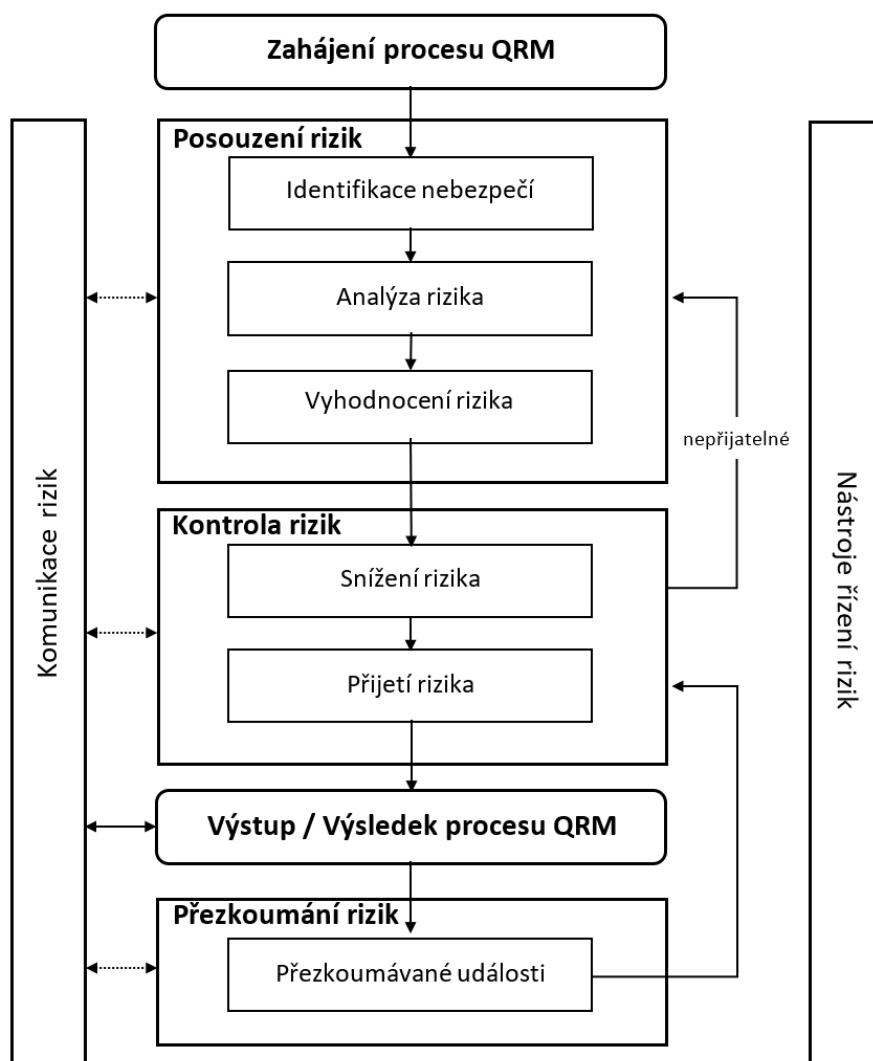 Zahájení procesu QRM
Posouzení rizik
Identifikace nebezpečí
Analýza rizika
Vyhodnocení rizika
nepřijatelné
Komunikace rizik
Nástroje řízení rizik
Kontrola rizik
Snížení rizika
Přijetí rizika
Výstup / Výsledek procesu QRM
Přezkoumání rizik
Přezkoumávané události